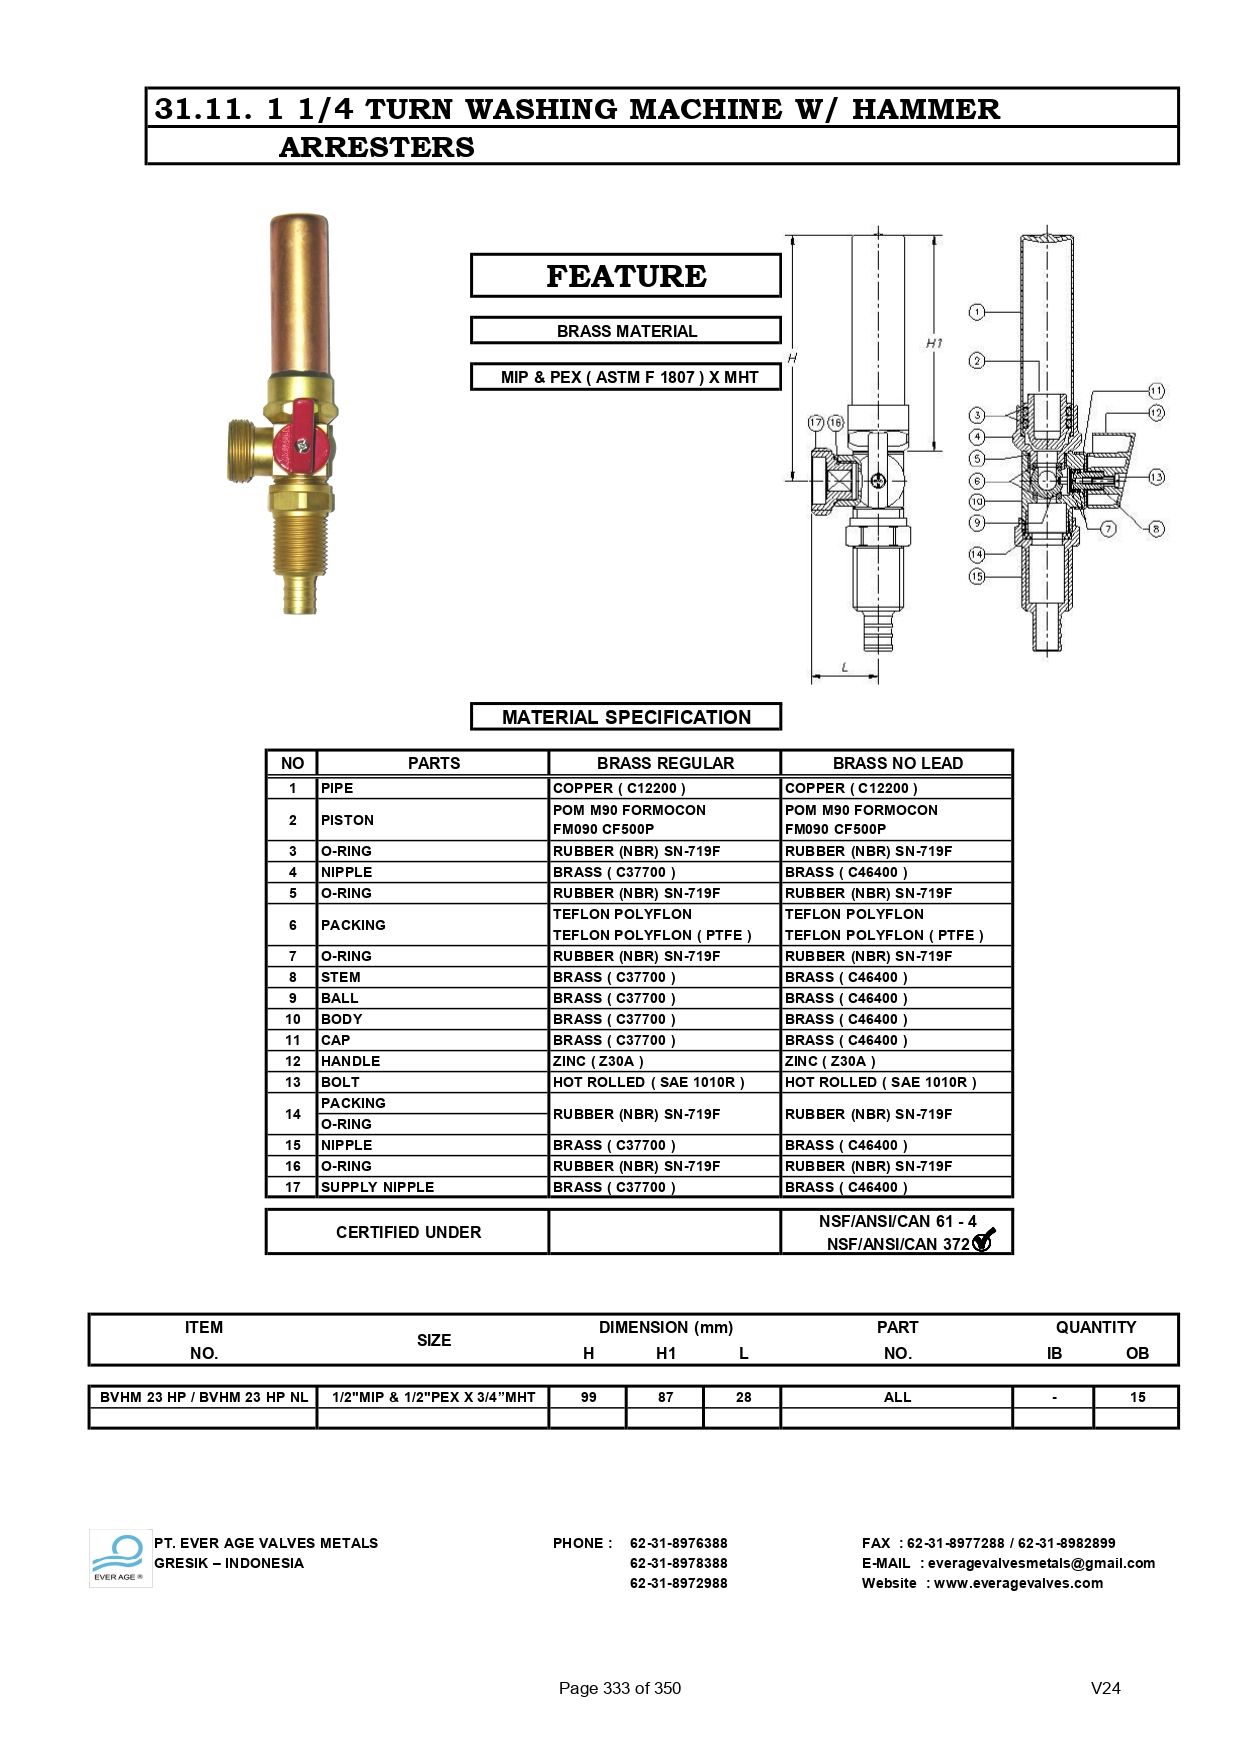 31.11. 1 1/4 TURN WASHING MACHINE W/ HAMMER
ARRESTERS
FEATURE
BRASS MATERIAL
MIP & PEX ( ASTM F 1807 ) X MHT
H
H1
L
17
16
1
2
3
4
5
6
10
9
14
15
11
12
13
7
8
MATERIAL SPECIFICATION
NO PARTS BRASS REGULAR BRASS NO LEAD
1 PIPE COPPER ( C12200 ) COPPER ( C12200 )
2 PISTON POM M90 FORMOCON POM M90 FORMOCON
FM090 CF500P FM090 CF500P
3 O-RING RUBBER (NBR) SN-719F RUBBER (NBR) SN-719F
4 NIPPLE BRASS ( C37700 ) BRASS ( C46400 )
5 O-RING RUBBER (NBR) SN-719F RUBBER (NBR) SN-719F
6 PACKING TEFLON POLYFLON TEFLON POLYFLON
TEFLON POLYFLON ( PTFE ) TEFLON POLYFLON ( PTFE )
7 O-RING RUBBER (NBR) SN-719F RUBBER (NBR) SN-719F
8 STEM BRASS ( C37700 ) BRASS ( C46400 )
9 BALL BRASS ( C37700 ) BRASS ( C46400 )
10 BODY BRASS ( C37700 ) BRASS ( C46400 )
11 CAP BRASS ( C37700 ) BRASS ( C46400 )
12 HANDLE ZINC ( Z30A ) ZINC ( Z30A )
13 BOLT HOT ROLLED ( SAE 1010R ) HOT ROLLED ( SAE 1010R )
14 PACKING RUBBER (NBR) SN-719F RUBBER (NBR) SN-719F
O-RING
15 NIPPLE BRASS ( C37700 ) BRASS ( C46400 )
16 O-RING RUBBER (NBR) SN-719F RUBBER (NBR) SN-719F
17 SUPPLY NIPPLE BRASS ( C37700 ) BRASS ( C46400 )
CERTIFIED UNDER NSF/ANSI/CAN 61 - 4
NSF/ANSI/CAN 372
ITEM SIZE DIMENSION (mm) PART QUANTITY
NO. H H1 L NO. IB OB
BVHM 23 HP / BVHM 23 HP NL 1/2"MIP & 1/2"PEX X 3/4”MHT 99 87 28 ALL - 15
EVER AGE ®
PT. EVER AGE VALVES METALS PHONE : 62-31-8976388 FAX : 62-31-8977288 / 62-31-8982899
GRESIK – INDONESIA 62-31-8978388 E-MAIL : everagevalvesmetals@gmail.com
62-31-8972988 Website : www.everagevalves.com
Page 333 of 350 V24